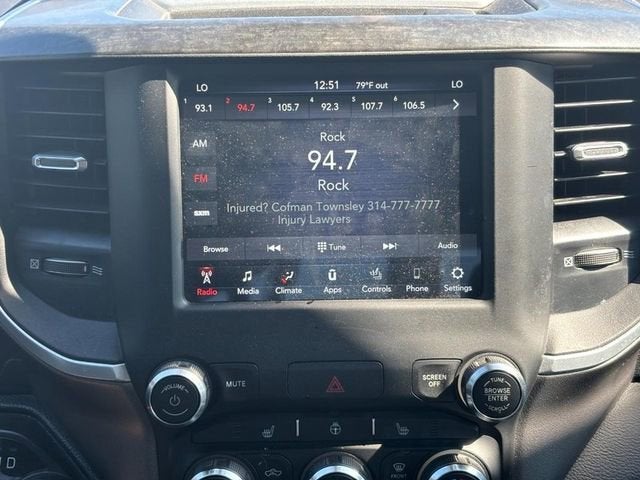 LO 12:51 79°F out LO
1 93.1 2 94.7 3 105.7 4 92.3 5 107.7 6 106.5
Rock
AM
94.7
FM
Rock
Injured? Cofman Townsley 314-777-7777
Injury Lawyers
Browse Tune Audio
Radio Media Climate Apps Controls Phone Settings
VOLUME MUTE SCREEN OFF TUNE BROWSE ENTER SCROLL
D
FRONT